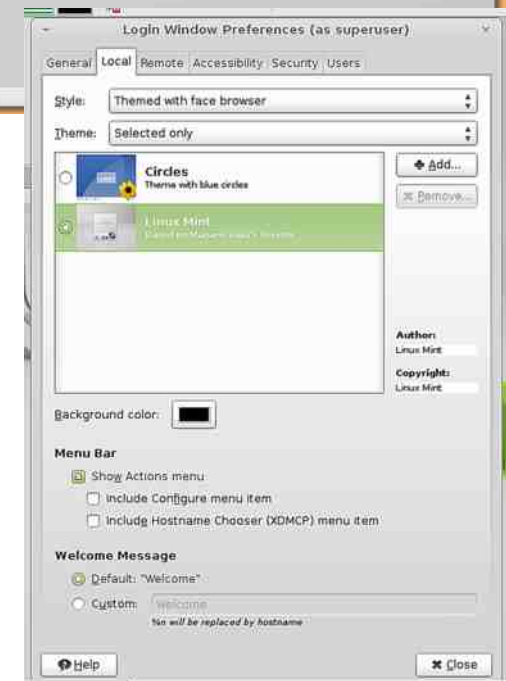 Login Window Preferences (as superuser)
General Local Remote Accessibility Security Users
Style: Themed with face browser
Theme: Selected only
Circles
Theme with blue circles
Linux Mint
Add...
Remove...
Author:
Linux Mint
Copyright:
Linux Mint
Background color:
Menu Bar
Show Actions menu
Include Configure menu item
Include Hostname Chooser (XDMCP) menu item
Welcome Message
Default: "Welcome"
Custom: Welcome
%n will be replaced by hostname
Help
Close